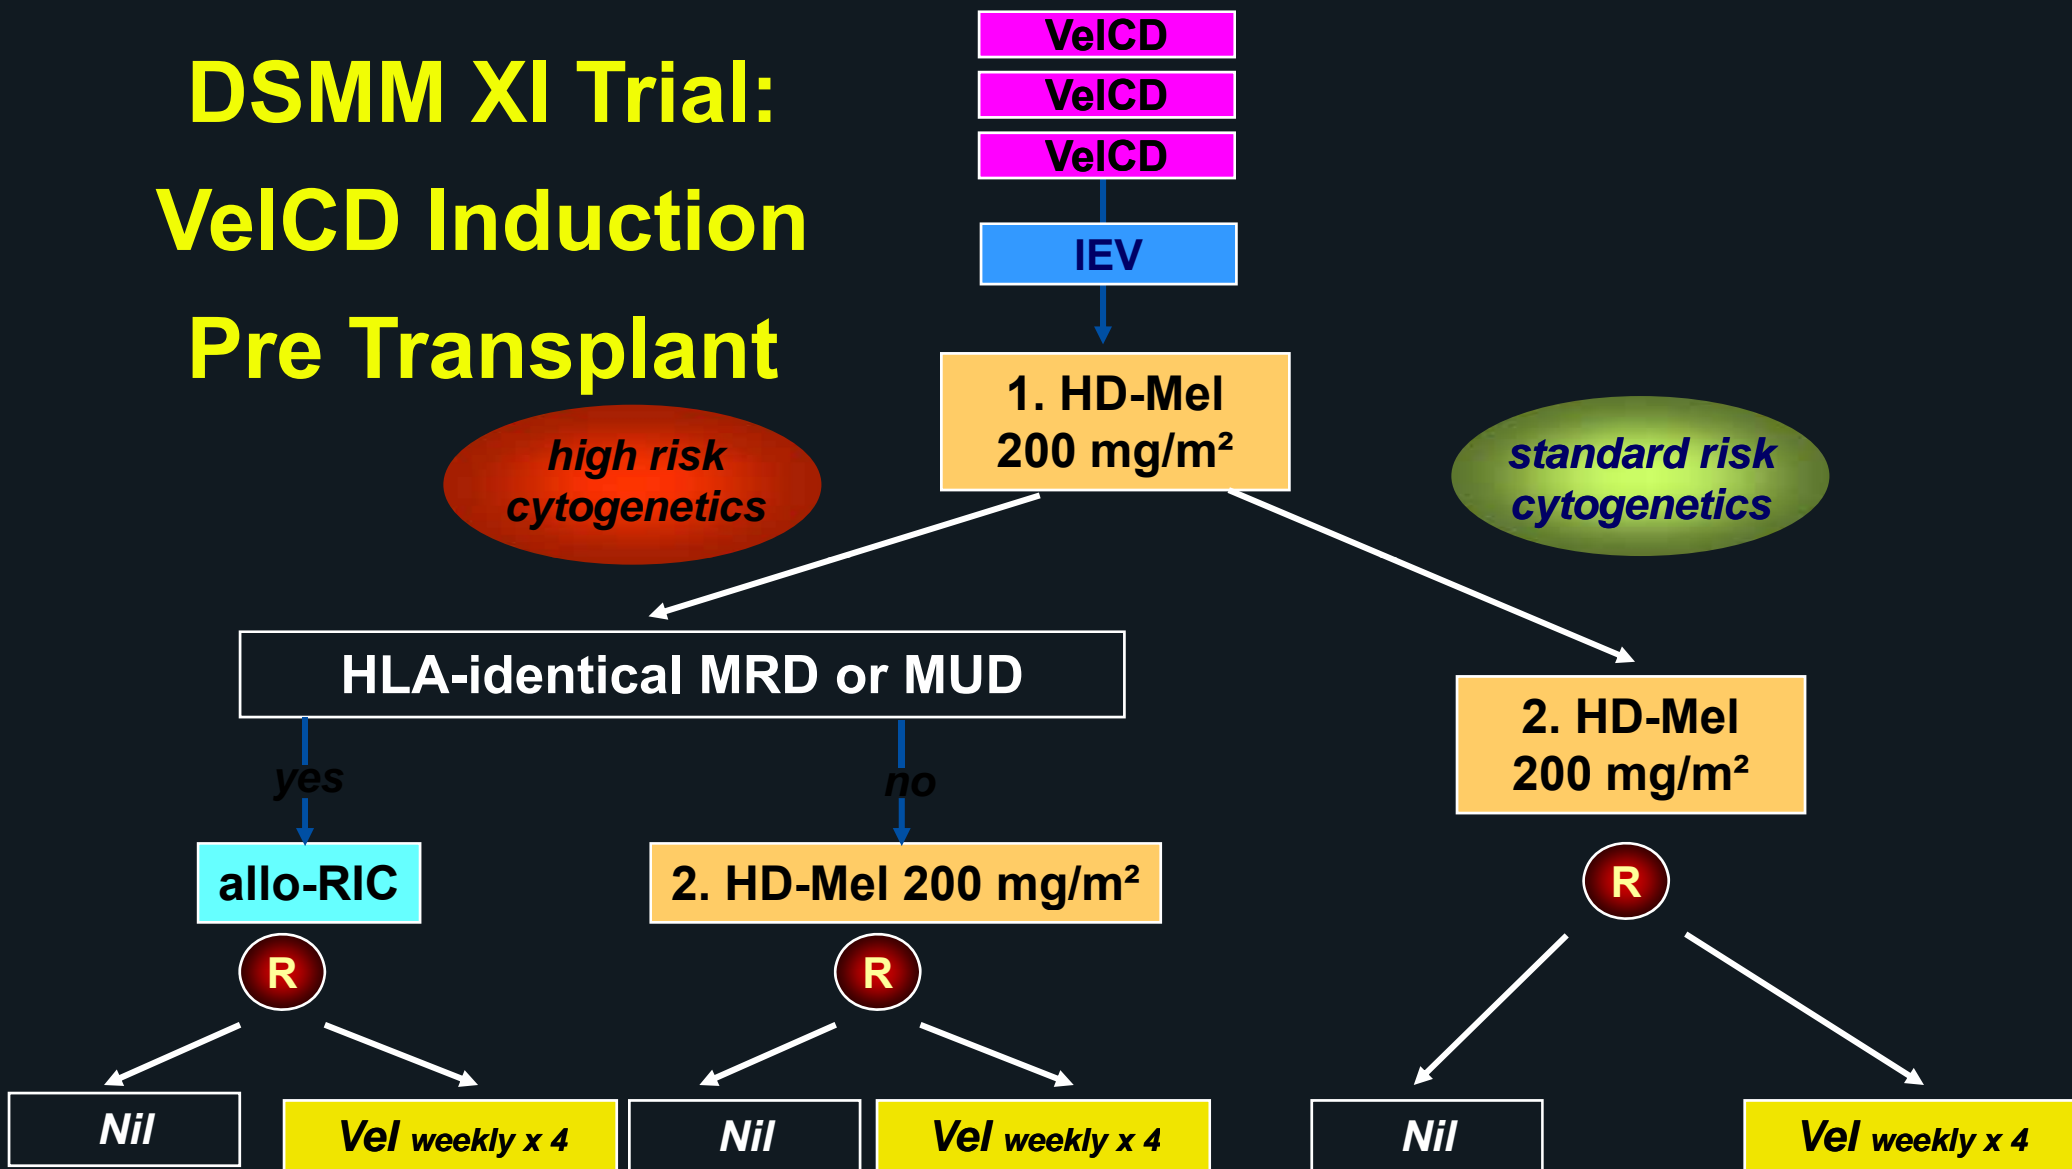 DSMM XI Trial:
VelCD Induction
Pre Transplant
VelCD
VelCD
VelCD
IEV
1. HD-Mel
200 mg/m²
high risk
cytogenetics
standard risk
cytogenetics
HLA-identical MRD or MUD
yes
no
2. HD-Mel
200 mg/m²
allo-RIC
2. HD-Mel 200 mg/m²
R
R
R
Nil
Vel weekly x 4
Nil
Vel weekly x 4
Nil
Vel weekly x 4